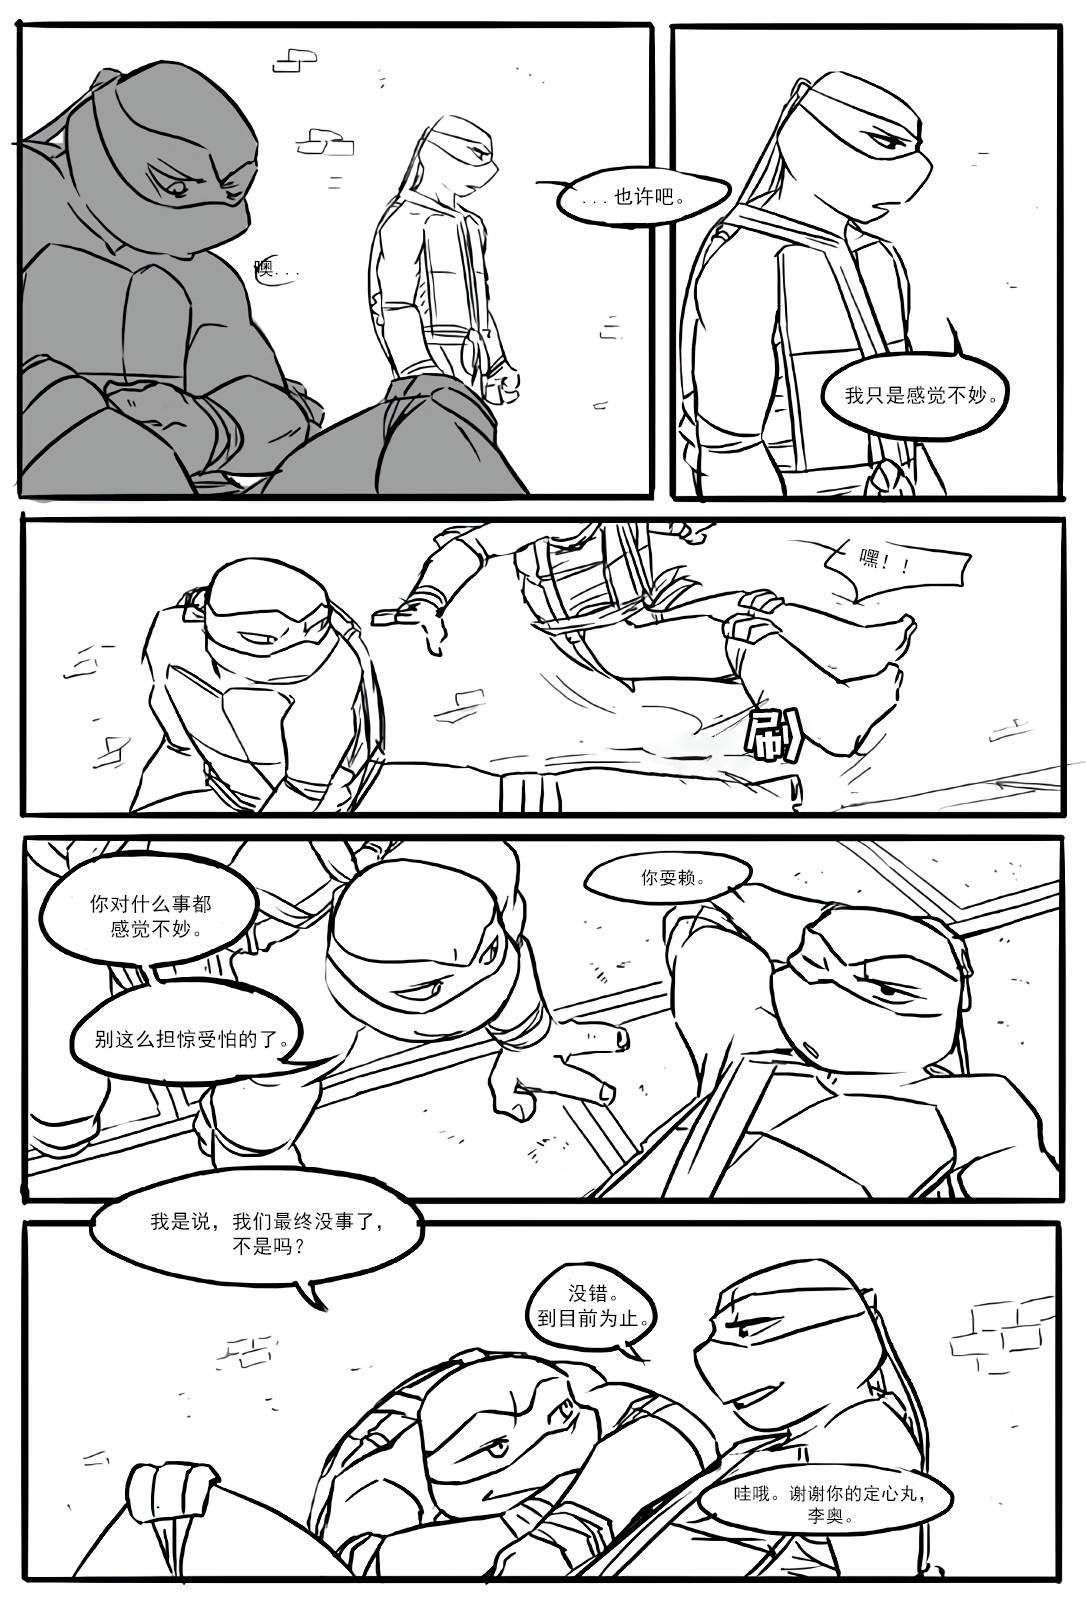 噢...
...也许吧。
我只是感觉不妙。
嘿！！
你对什么事都
感觉不妙。
别这么担惊受怕的了。
你耍赖。
我是说，我们最终没事了，
不是吗？
没错。
到目前为止。
哇哦。谢谢你的定心丸，
李奥。